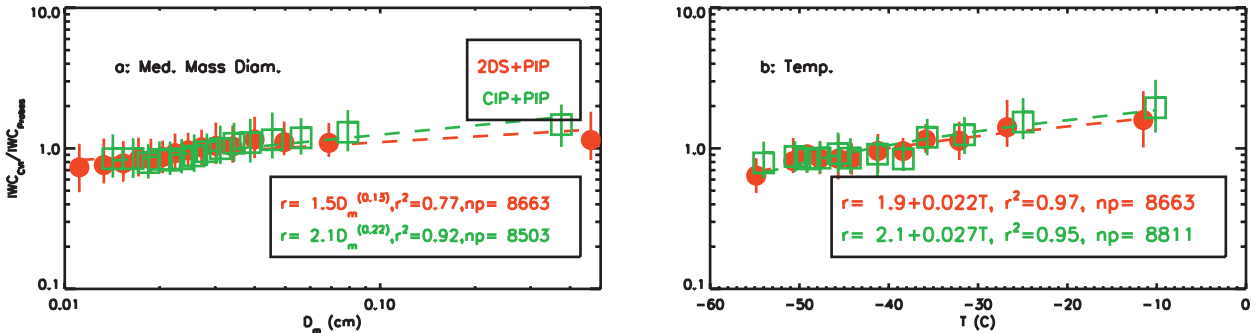 10.0
1.0
0.1
IWC_CVI/IWC_Probes
a: Med. Mass Diam.
2DS+PIP
CIP+PIP
r= 1.5D_m^(0.15),r²=0.77,np= 8663
r= 2.1D_m^(0.22),r²=0.92,np= 8503
0.01 0.10
D_m (cm)
10.0
1.0
0.1
b: Temp.
r= 1.9+0.022T, r²=0.97, np= 8663
r= 2.1+0.027T, r²=0.95, np= 8811
-60 -50 -40 -30 -20 -10 0
T (C)